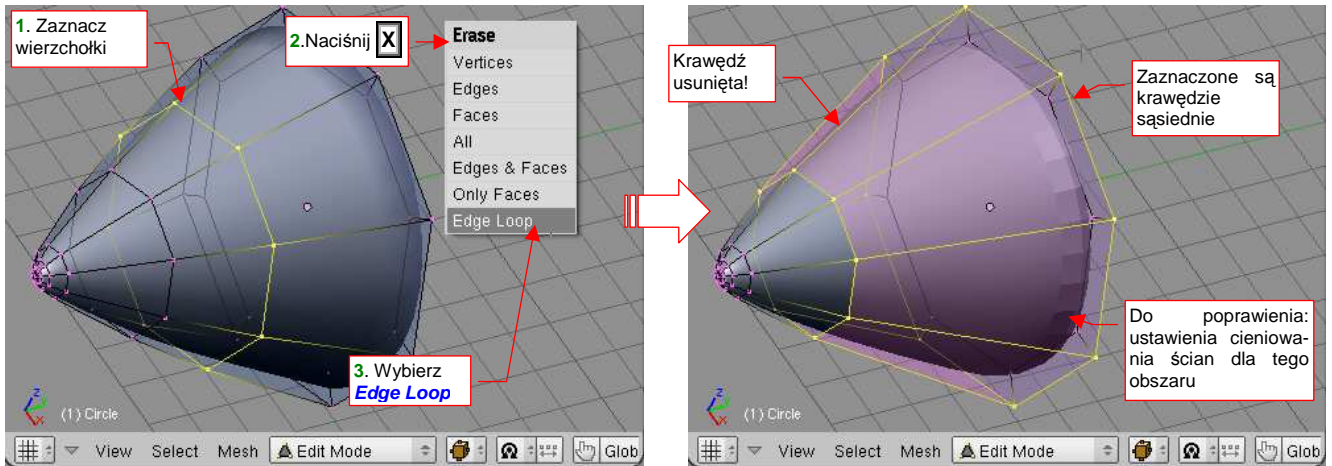 1. Zaznacz
wierzchołki
2.Naciśnij X
Erase
Vertices
Edges
Faces
All
Edges & Faces
Only Faces
Edge Loop
3. Wybierz
Edge Loop
(1) Circle
View Select Mesh Edit Mode Glob
Krawędź
usunięta!
Zaznaczone są
krawędzie
sąsiednie
Do poprawienia:
ustawienia cieniowa-
nia ścian dla tego
obszaru
(1) Circle
View Select Mesh Edit Mode Glob
z
x
z
x